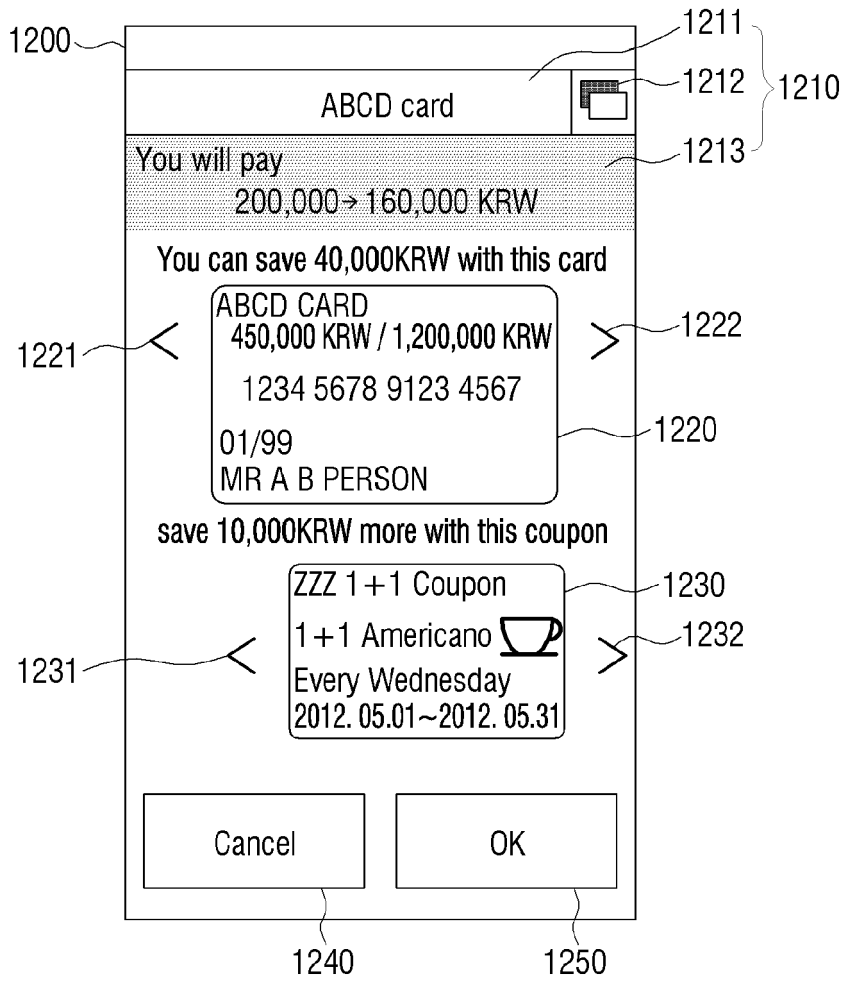 1200
1211
1212
1210
ABCD card
1213
You will pay
200,000→160,000 KRW
You can save 40,000KRW with this card
ABCD CARD
450,000 KRW / 1,200,000 KRW
1221
1222
1234 5678 9123 4567
1220
01/99
MR A B PERSON
save 10,000KRW more with this coupon
ZZZ 1+1 Coupon
1230
1+1 Americano
1232
1231
Every Wednesday
2012. 05.01~2012. 05.31
Cancel
OK
1240
1250